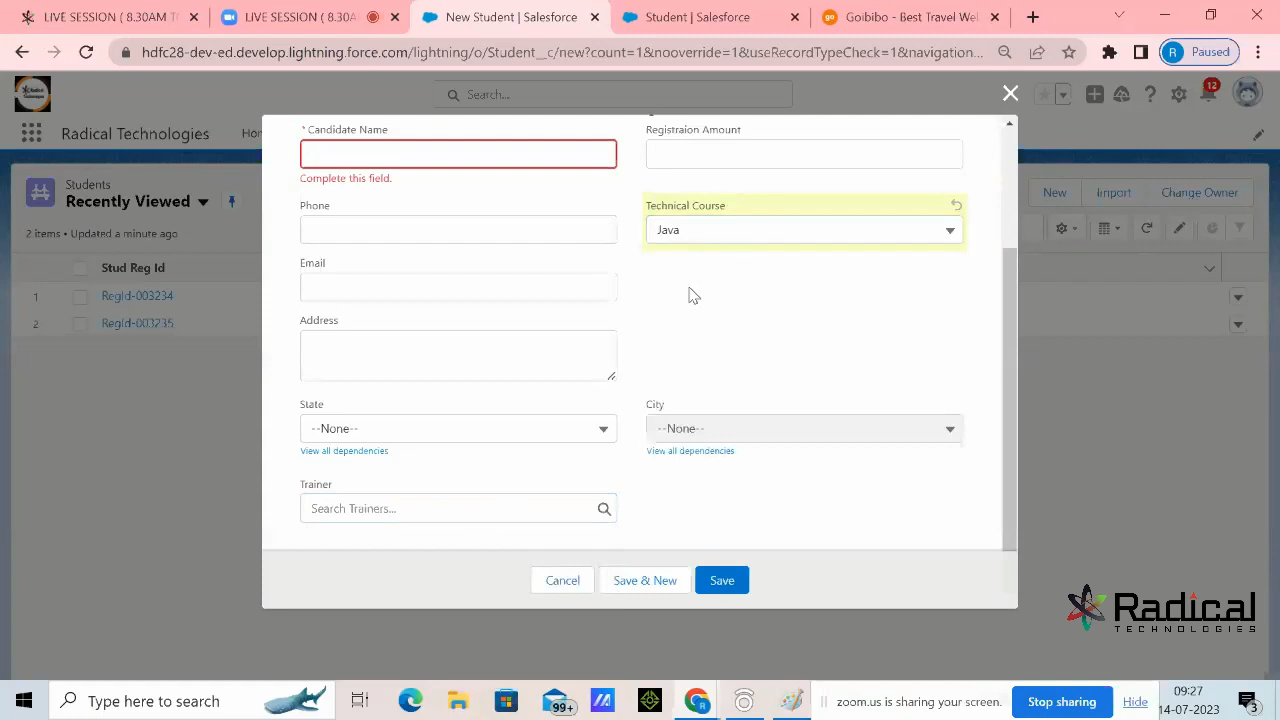 LIVE SESSION ( 8.30AM TO
LIVE SESSION ( 8.30A
New Student | Salesforce
Student | Salesforce
Goibibo - Best Travel Wel
hdfc28-dev-ed.develop.lightning.force.com/lightning/o/Student__c/new?count=1&nooverride=1&useRecordTypeCheck=1&navigation...
R
Paused
Search...
12
Radical Technologies
Hom
Students
Recently Viewed
2 items • Updated a minute ago
New
Import
Change Owner
Stud Reg Id
1
RegId-003234
2
RegId-003235
* Candidate Name
Registraion Amount
Complete this field.
Phone
Technical Course
Java
Email
Address
State
City
--None--
--None--
View all dependencies
View all dependencies
Trainer
Search Trainers...
Cancel
Save & New
Save
Radical
TECHNOLOGIES
Type here to search
99+
R
zoom.us is sharing your screen.
Stop sharing
Hide
09:27
14-07-2023
3